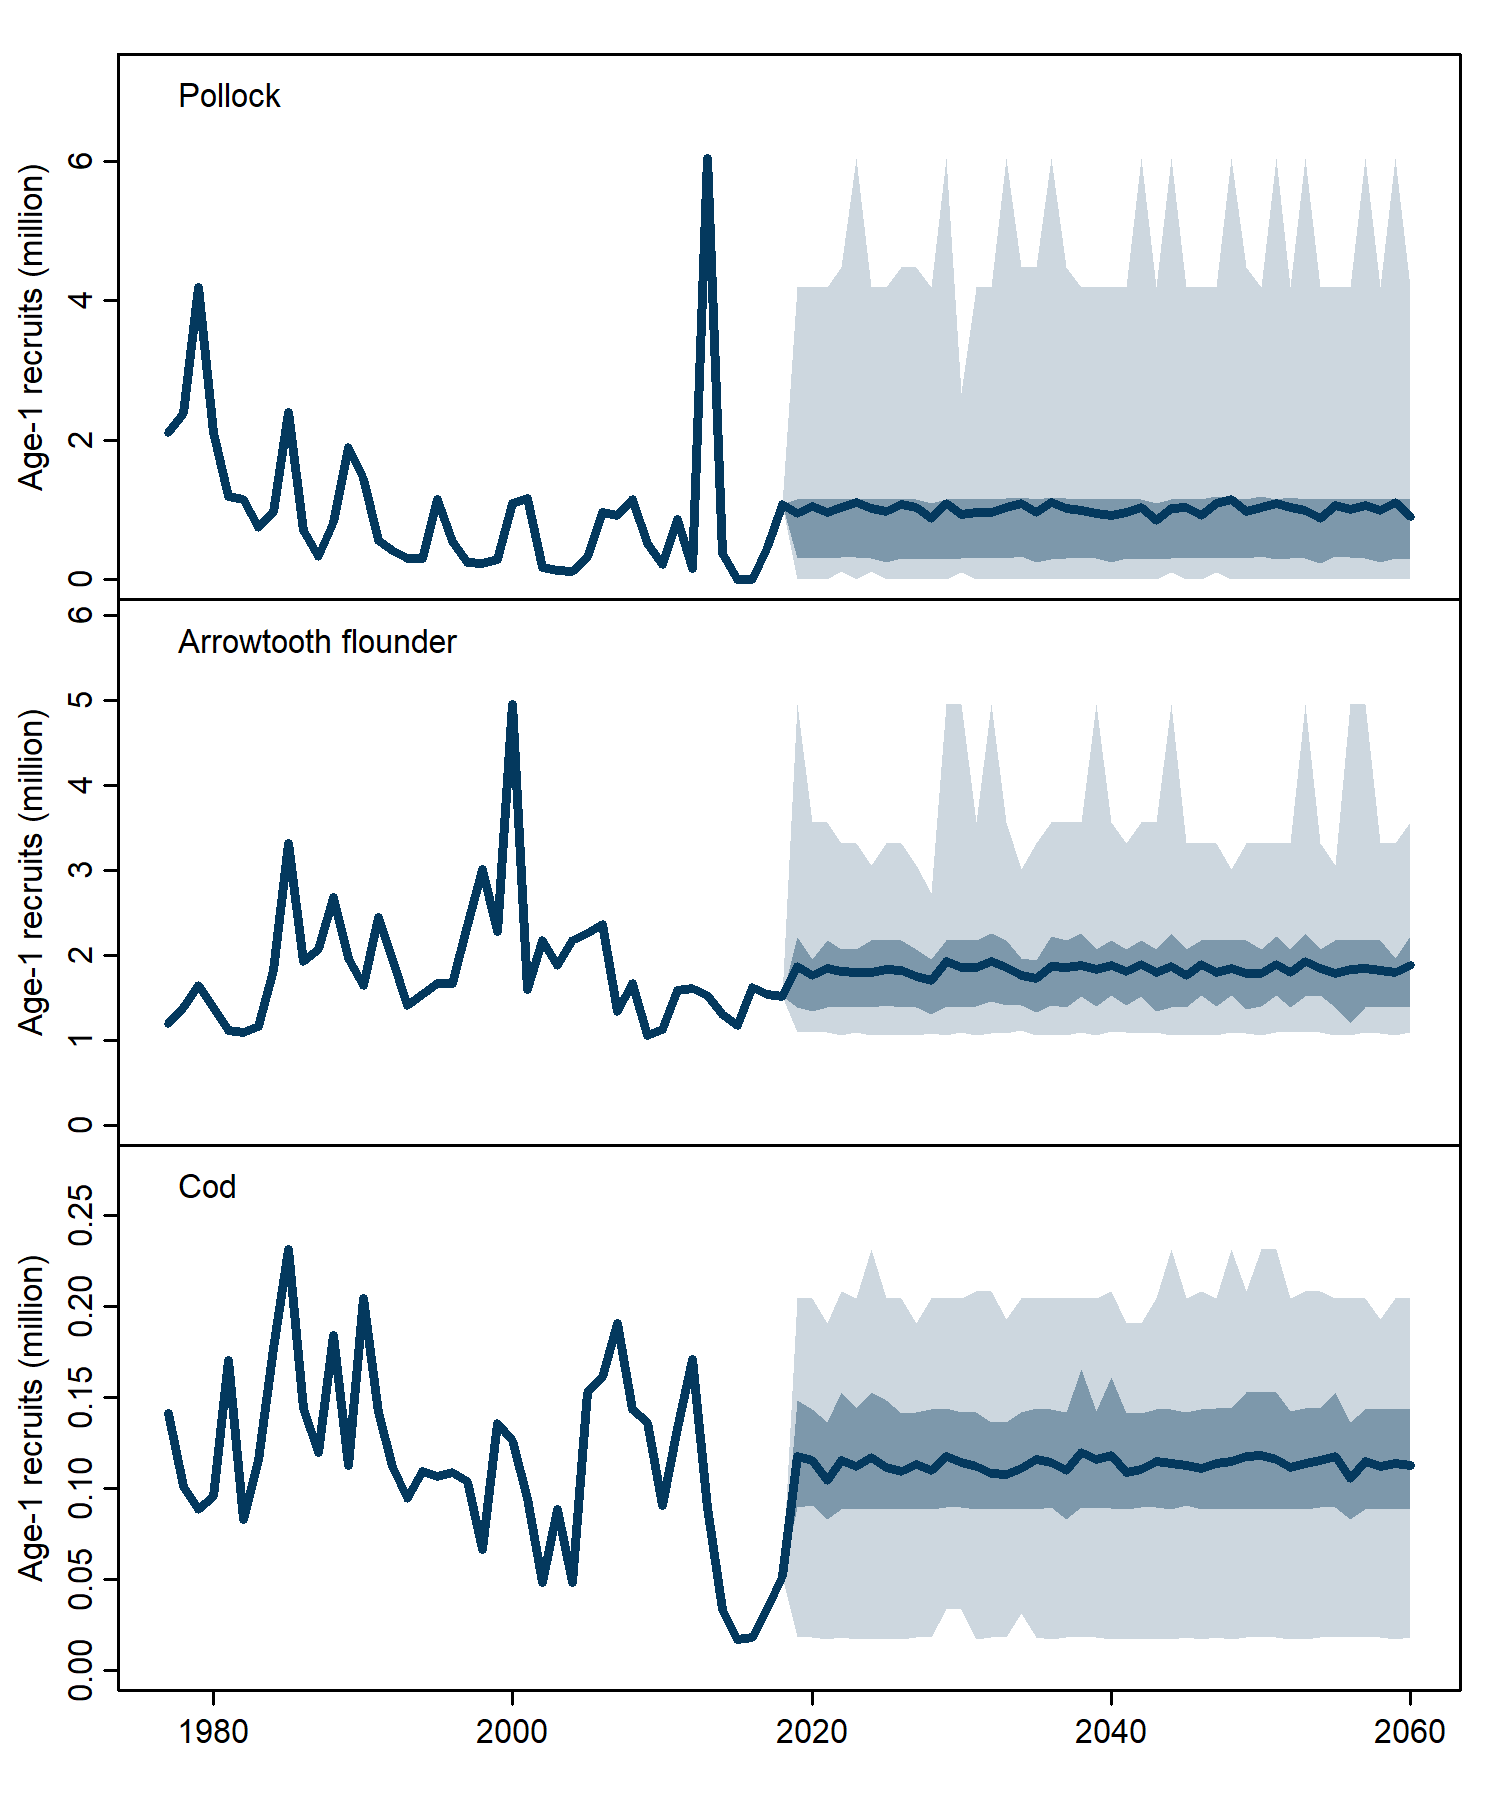 Pollock
Age-1 recruits (million)
6
4
2
0
Arrowtooth flounder
Age-1 recruits (million)
6
5
4
3
2
1
0
Cod
Age-1 recruits (million)
0.25
0.20
0.15
0.10
0.05
0.00
1980 2000 2020 2040 2060